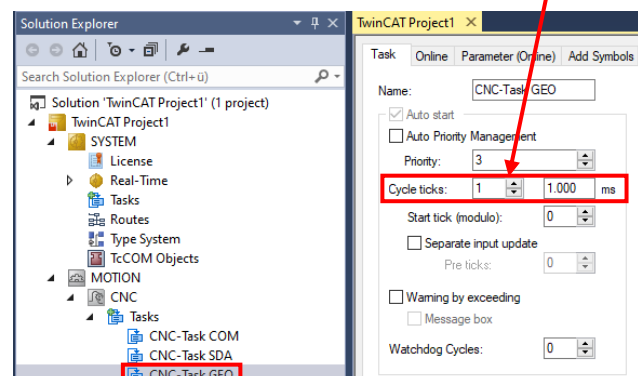 Solution Explorer
Search Solution Explorer (Ctrl+ü)
Solution 'TwinCAT Project1' (1 project)
TwinCAT Project1
SYSTEM
License
Real-Time
Tasks
Routes
Type System
TcCOM Objects
MOTION
CNC
Tasks
CNC-Task COM
CNC-Task SDA
CNC-Task GEO
TwinCAT Project1
Task Online Parameter (Online) Add Symbols
Name: CNC-Task GEO
Auto start
Auto Priority Management
Priority: 3
Cycle ticks: 1 1.000 ms
Start tick (modulo): 0
Separate input update
Pre ticks: 0
Warning by exceeding
Message box
Watchdog Cycles: 0